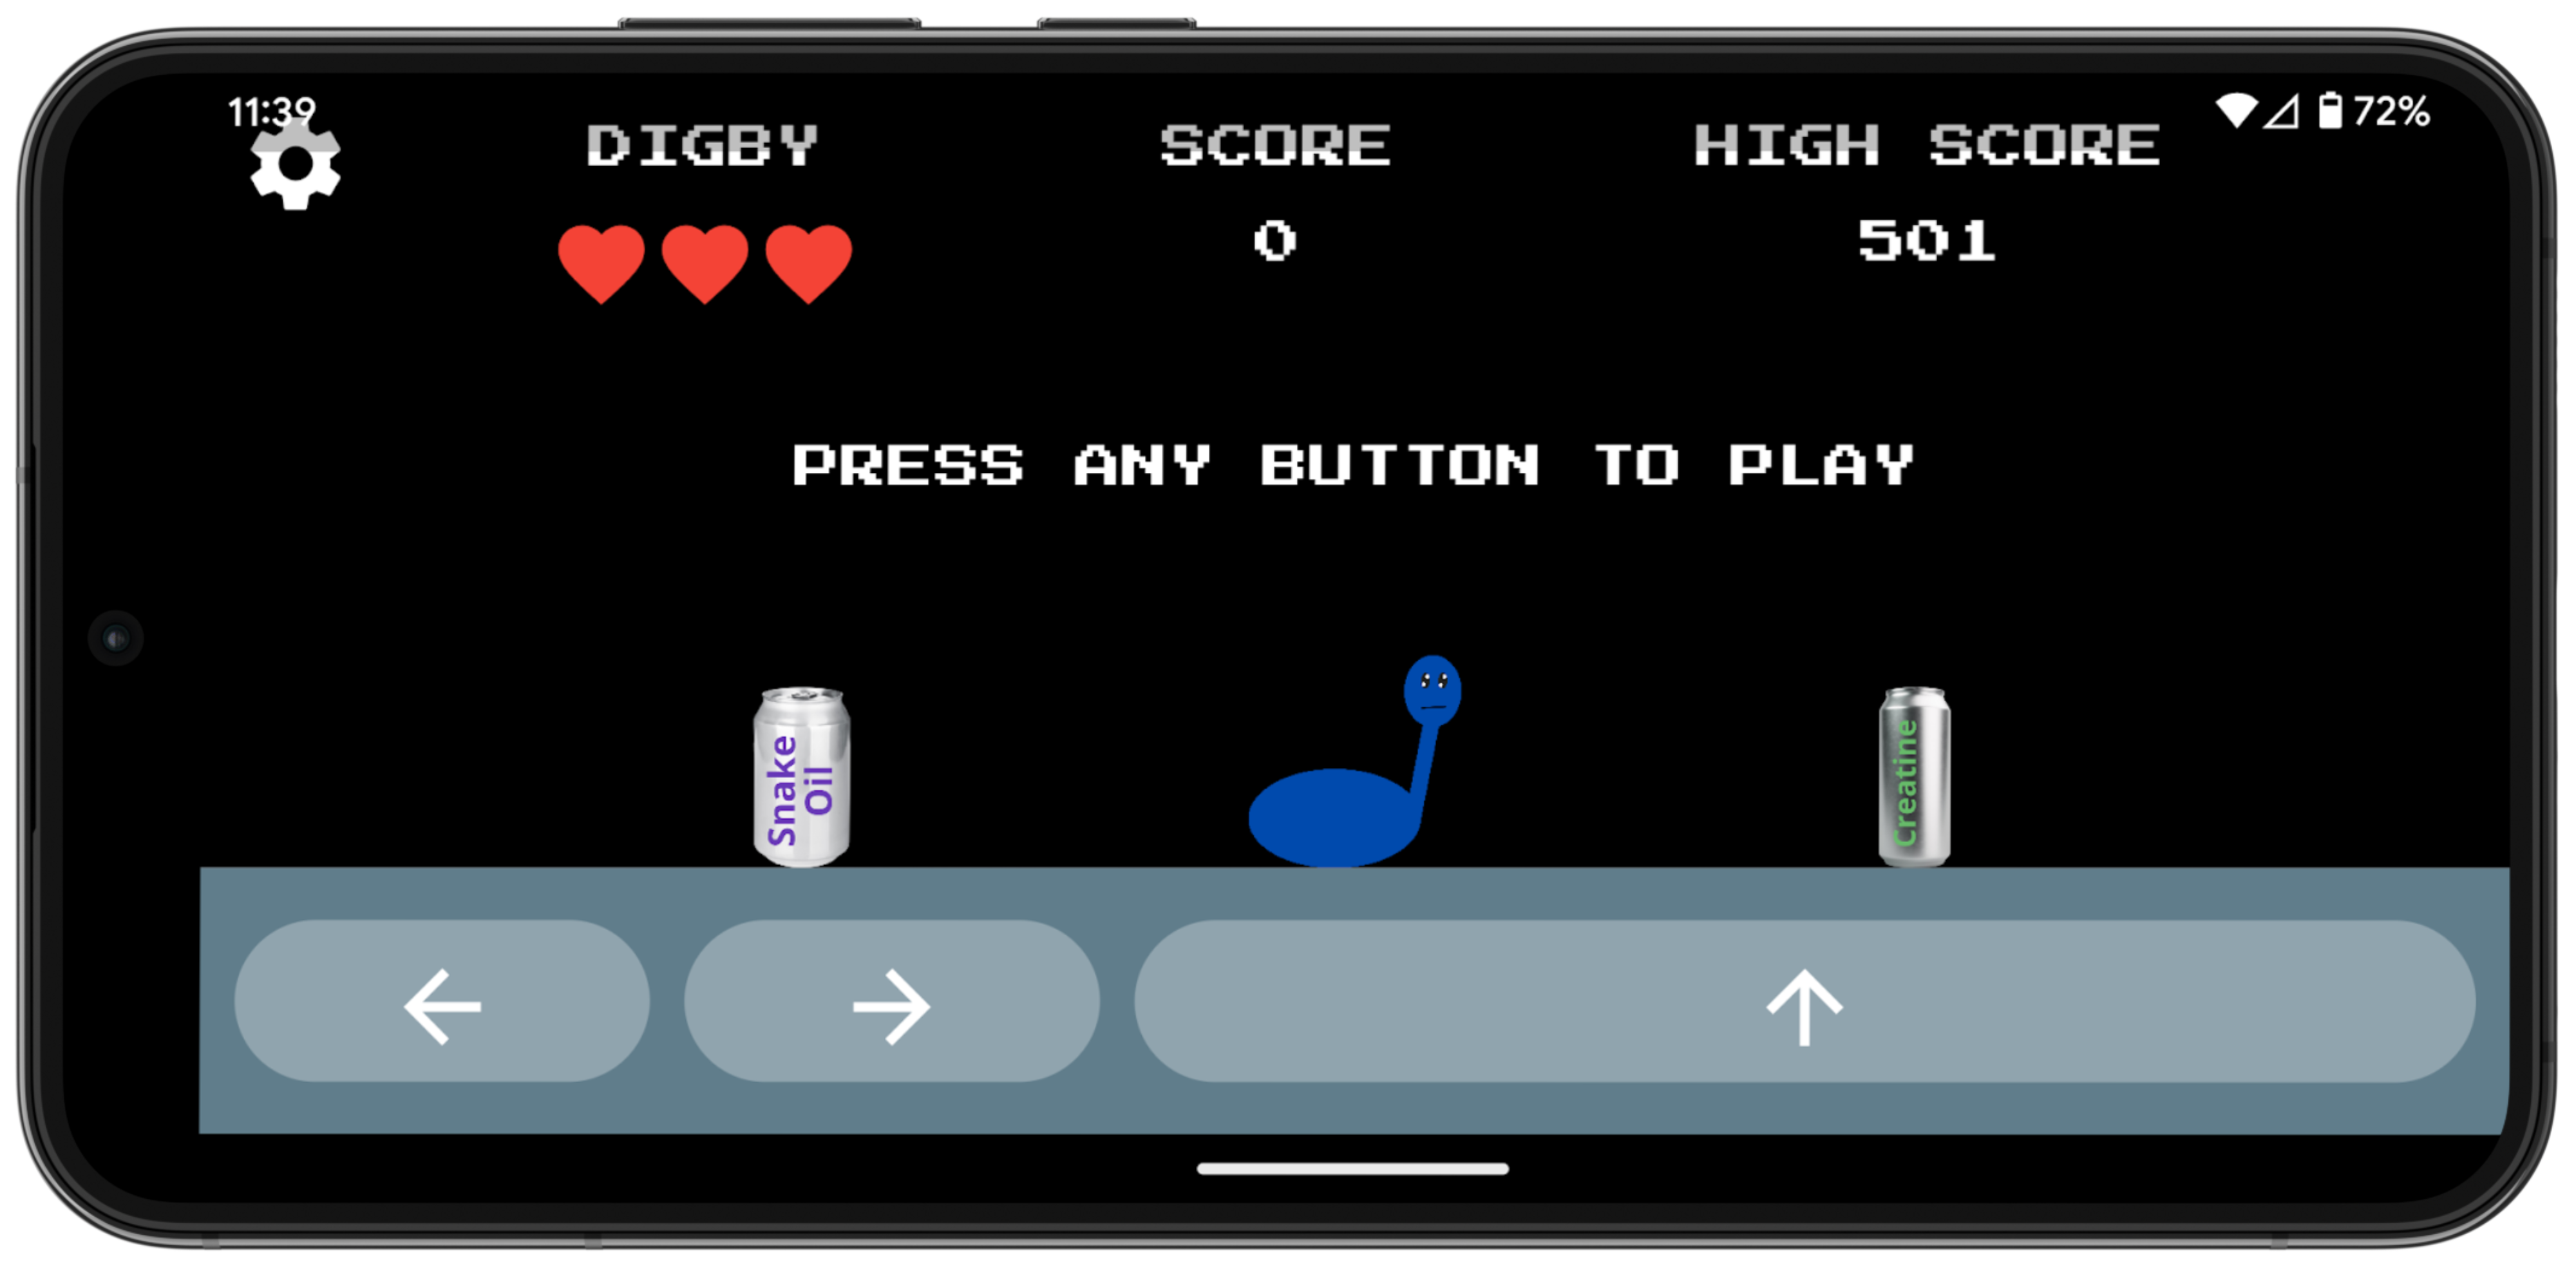 11:39
72%
DIGBY
SCORE
HIGH SCORE
0
501
PRESS ANY BUTTON TO PLAY
Snake
Oil
Creatine